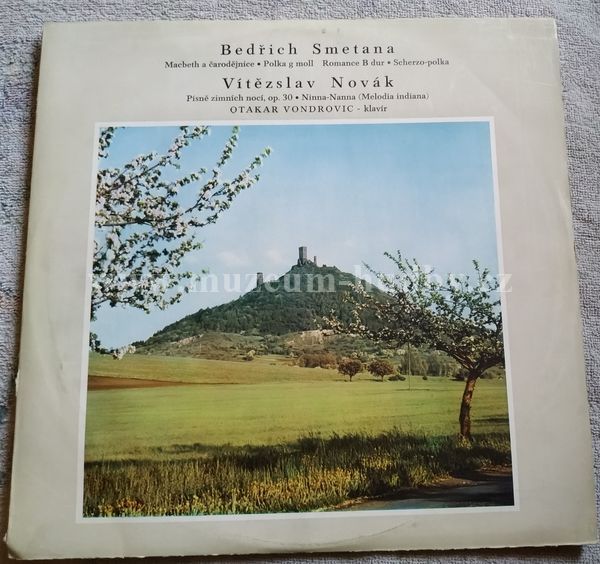 Bedřich Smetana
Macbeth a čarodějnice • Polka g moll Romance B dur • Scherzo-polka
Vítězslav Novák
Písně zimních nocí, op. 30 • Ninna-Nanna (Melodia indiana)
OTAKAR VONDROVIC - klavír